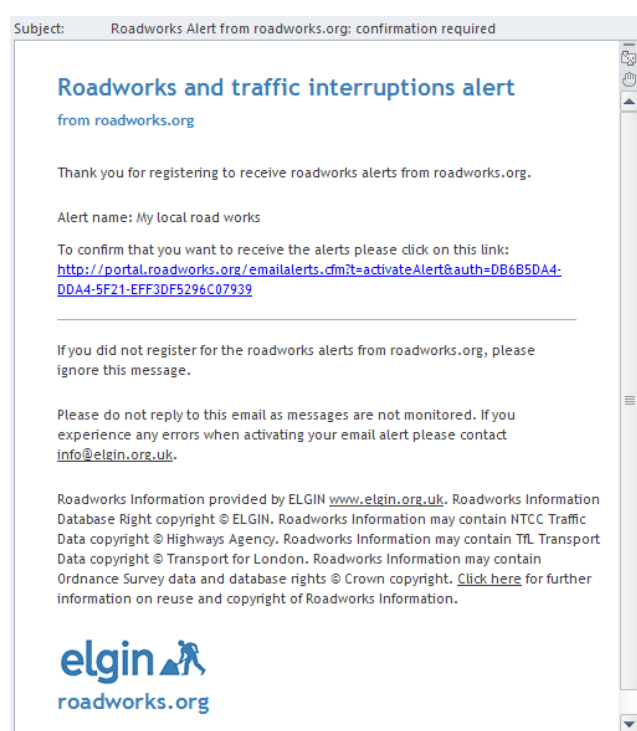 Subject: Roadworks Alert from roadworks.org: confirmation required
Roadworks and traffic interruptions alert
from roadworks.org
Thank you for registering to receive roadworks alerts from roadworks.org.
Alert name: My local road works
To confirm that you want to receive the alerts please click on this link:
http://portal.roadworks.org/emailalerts.cfm?t=activateAlert&auth=DB6B5DA4-
DDA4-5F21-EFF3DF5296C07939
If you did not register for the roadworks alerts from roadworks.org, please
ignore this message.
Please do not reply to this email as messages are not monitored. If you
experience any errors when activating your email alert please contact
info@elgin.org.uk.
Roadworks Information provided by ELGIN www.elgin.org.uk. Roadworks Information
Database Right copyright © ELGIN. Roadworks Information may contain NTCC Traffic
Data copyright © Highways Agency. Roadworks Information may contain TfL Transport
Data copyright © Transport for London. Roadworks Information may contain
Ordnance Survey data and database rights © Crown copyright. Click here for further
information on reuse and copyright of Roadworks Information.
elgin
roadworks.org